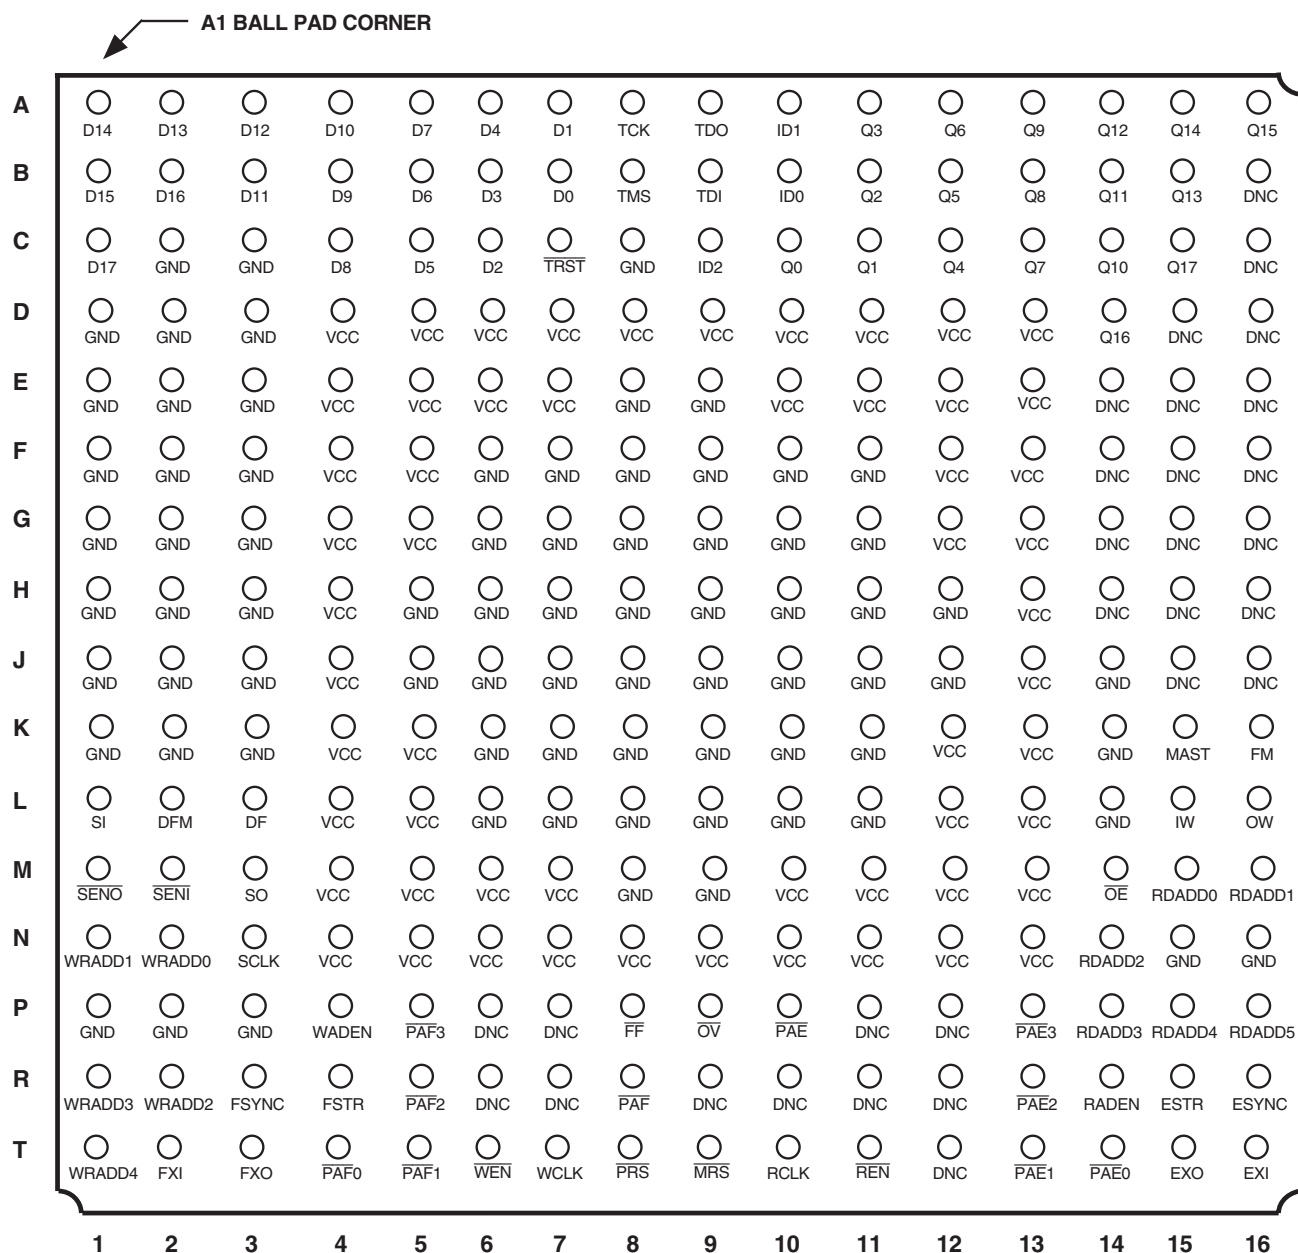 A1 BALL PAD CORNER
A
D14 D13 D12 D10 D7 D4 D1 TCK TDO ID1 Q3 Q6 Q9 Q12 Q14 Q15
B
D15 D16 D11 D9 D6 D3 D0 TMS TDI ID0 Q2 Q5 Q8 Q11 Q13 DNC
C
D17 GND GND D8 D5 D2 TRST GND ID2 Q0 Q1 Q4 Q7 Q10 Q17 DNC
D
GND GND GND VCC VCC VCC VCC VCC VCC VCC VCC VCC VCC Q16 DNC DNC
E
GND GND GND VCC VCC VCC VCC GND GND VCC VCC VCC VCC DNC DNC DNC
F
GND GND GND VCC VCC GND GND GND GND GND GND VCC VCC DNC DNC DNC
G
GND GND GND VCC VCC GND GND GND GND GND GND VCC VCC DNC DNC DNC
H
GND GND GND VCC GND GND GND GND GND GND GND GND VCC DNC DNC DNC
J
GND GND GND VCC GND GND GND GND GND GND GND GND VCC GND DNC DNC
K
GND GND GND VCC VCC GND GND GND GND GND GND VCC VCC GND MAST FM
L
SI DFM DF VCC VCC GND GND GND GND GND GND VCC VCC GND IW OW
M
SENO SENI SO VCC VCC VCC VCC GND GND VCC VCC VCC VCC OE RDADD0 RDADD1
N
WRADD1 WRADD0 SCLK VCC VCC VCC VCC VCC VCC VCC VCC VCC VCC RDADD2 GND GND
P
GND GND GND WADEN PAF3 DNC DNC FF OV PAE DNC DNC PAE3 RDADD3 RDADD4 RDADD5
R
WRADD3 WRADD2 FSYNC FSTR PAF2 DNC DNC PAF DNC DNC DNC DNC PAE2 RADEN ESTR ESYNC
T
WRADD4 FXI FXO PAF0 PAF1 WEN WCLK PRS MRS RCLK REN DNC PAE1 PAE0 EXO EXI
1 2 3 4 5 6 7 8 9 10 11 12 13 14 15 16